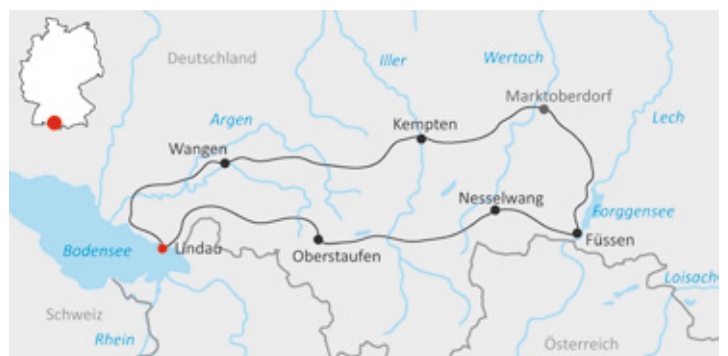 Deutschland
Iller
Wertach
Marktoberdorf
Lech
Argen
Kempten
Wangen
Nesselwang
Forggensee
Füssen
Bodensee
Lindau
Oberstaufen
Loisach
Schweiz
Rhein
Österreich